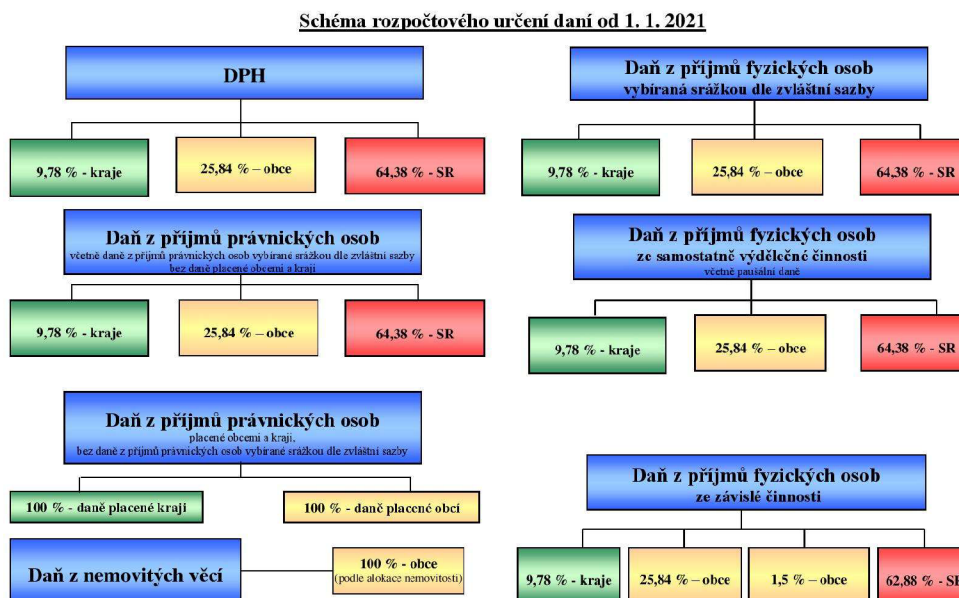 Schéma rozpočtového určení daní od 1. 1. 2021
DPH
9,78 % - kraje
25,84 % – obce
64,38 % - SR
Daň z příjmů fyzických osob
vybíraná srážkou dle zvláštní sazby
9,78 % - kraje
25,84 % – obce
64,38 % - SR
Daň z příjmů právnických osob
včetně daně z příjmů právnických osob vybírané srážkou dle zvláštní sazby
bez daně placené obcemi a kraji
9,78 % - kraje
25,84 % – obce
64,38 % - SR
Daň z příjmů fyzických osob
ze samostatně výdělečné činnosti
včetně paušální daně
9,78 % - kraje
25,84 % – obce
64,38 % - SR
Daň z příjmů právnických osob
placené obcemi a kraji,
bez daně z příjmů právnických osob vybírané srážkou dle zvláštní sazby
100 % - daně placené kraji
100 % - daně placené obcí
Daň z nemovitých věcí
100 % - obce
(podle alokace nemovitosti)
Daň z příjmů fyzických osob
ze závislé činnosti
9,78 % - kraje
25,84 % – obce
1,5 % – obce
62,88 % - SR